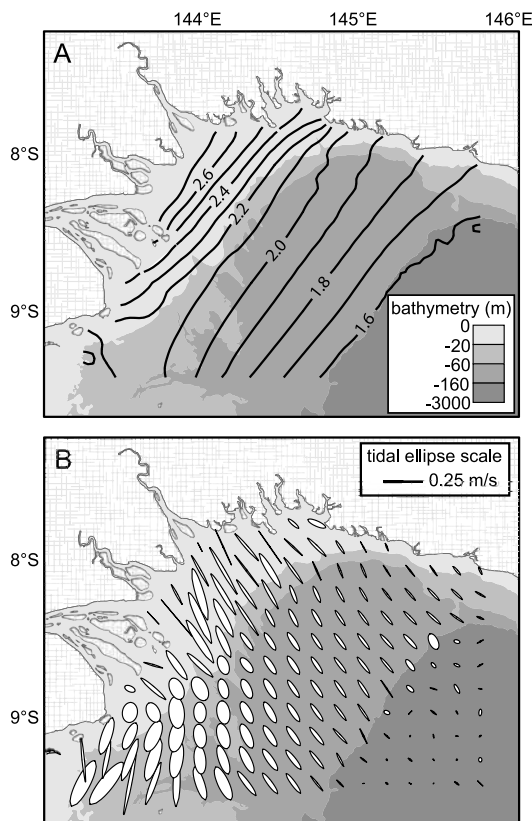 144°E 145°E 146°E
A
8°S
9°S
2.6
2.4
2.2
2.0
1.8
1.6
bathymetry (m)
0
-20
-60
-160
-3000
B
tidal ellipse scale
0.25 m/s
8°S
9°S